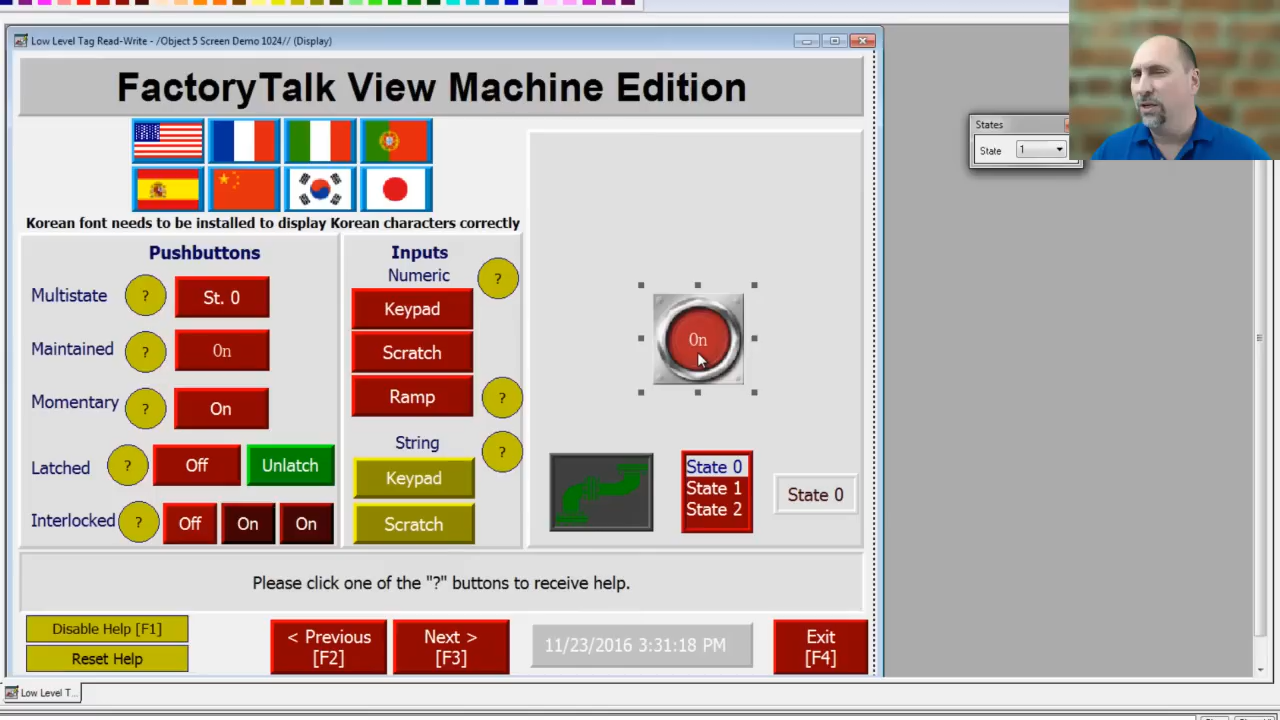 Low Level Tag Read-Write - /Object 5 Screen Demo 1024// (Display)
FactoryTalk View Machine Edition
States
State 1
Korean font needs to be installed to display Korean characters correctly
Pushbuttons
Multistate ? St. 0
Maintained ? On
Momentary ? On
Latched ? Off Unlatch
Interlocked ? Off On On
Inputs
Numeric ?
Keypad
Scratch
Ramp ?
String ?
Keypad
Scratch
On
State 0
State 1
State 2
State 0
Please click one of the "?" buttons to receive help.
Disable Help [F1]
Reset Help
< Previous
[F2]
Next >
[F3]
11/23/2016 3:31:18 PM
Exit
[F4]
Low Level T...